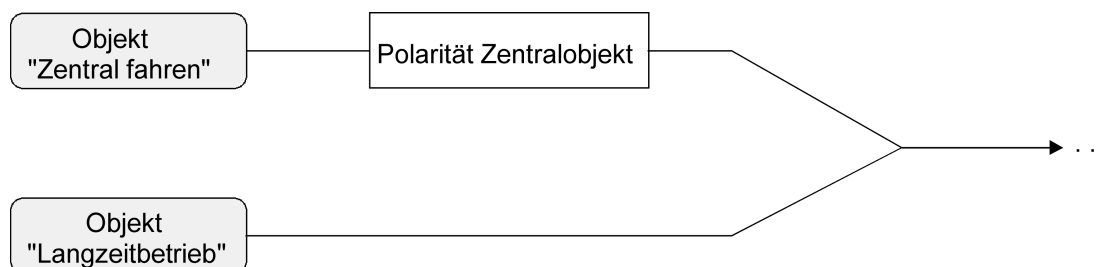 Objekt
"Zentral fahren"
Polarität Zentralobjekt
. .
Objekt
"Langzeitbetrieb"